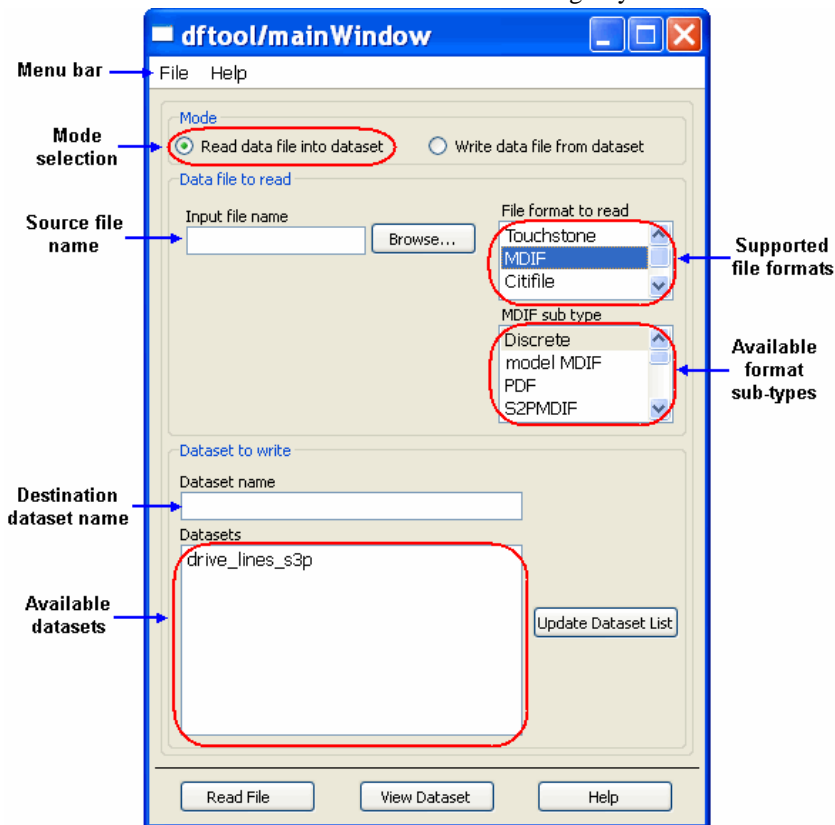 dftool/mainWindow
Menu bar
File Help
Mode
Mode selection
Read data file into dataset
Write data file from dataset
Data file to read
Source file name
Input file name
Browse...
File format to read
Touchstone
MDIF
Citifile
Supported file formats
MDIF sub type
Discrete
model MDIF
PDF
S2PMDIF
Available format sub-types
Dataset to write
Dataset name
Destination dataset name
Datasets
drive_lines_s3p
Available datasets
Update Dataset List
Read File
View Dataset
Help